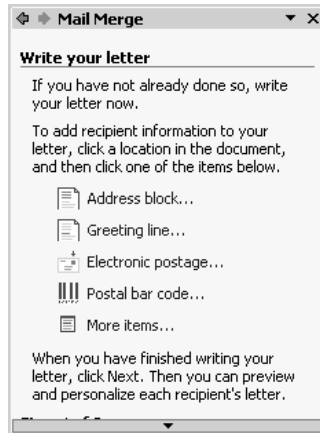 Mail Merge
Write your letter
If you have not already done so, write
your letter now.
To add recipient information to your
letter, click a location in the document,
and then click one of the items below.
Address block...
Greeting line...
Electronic postage...
Postal bar code...
More items...
When you have finished writing your
letter, click Next. Then you can preview
and personalize each recipient's letter.